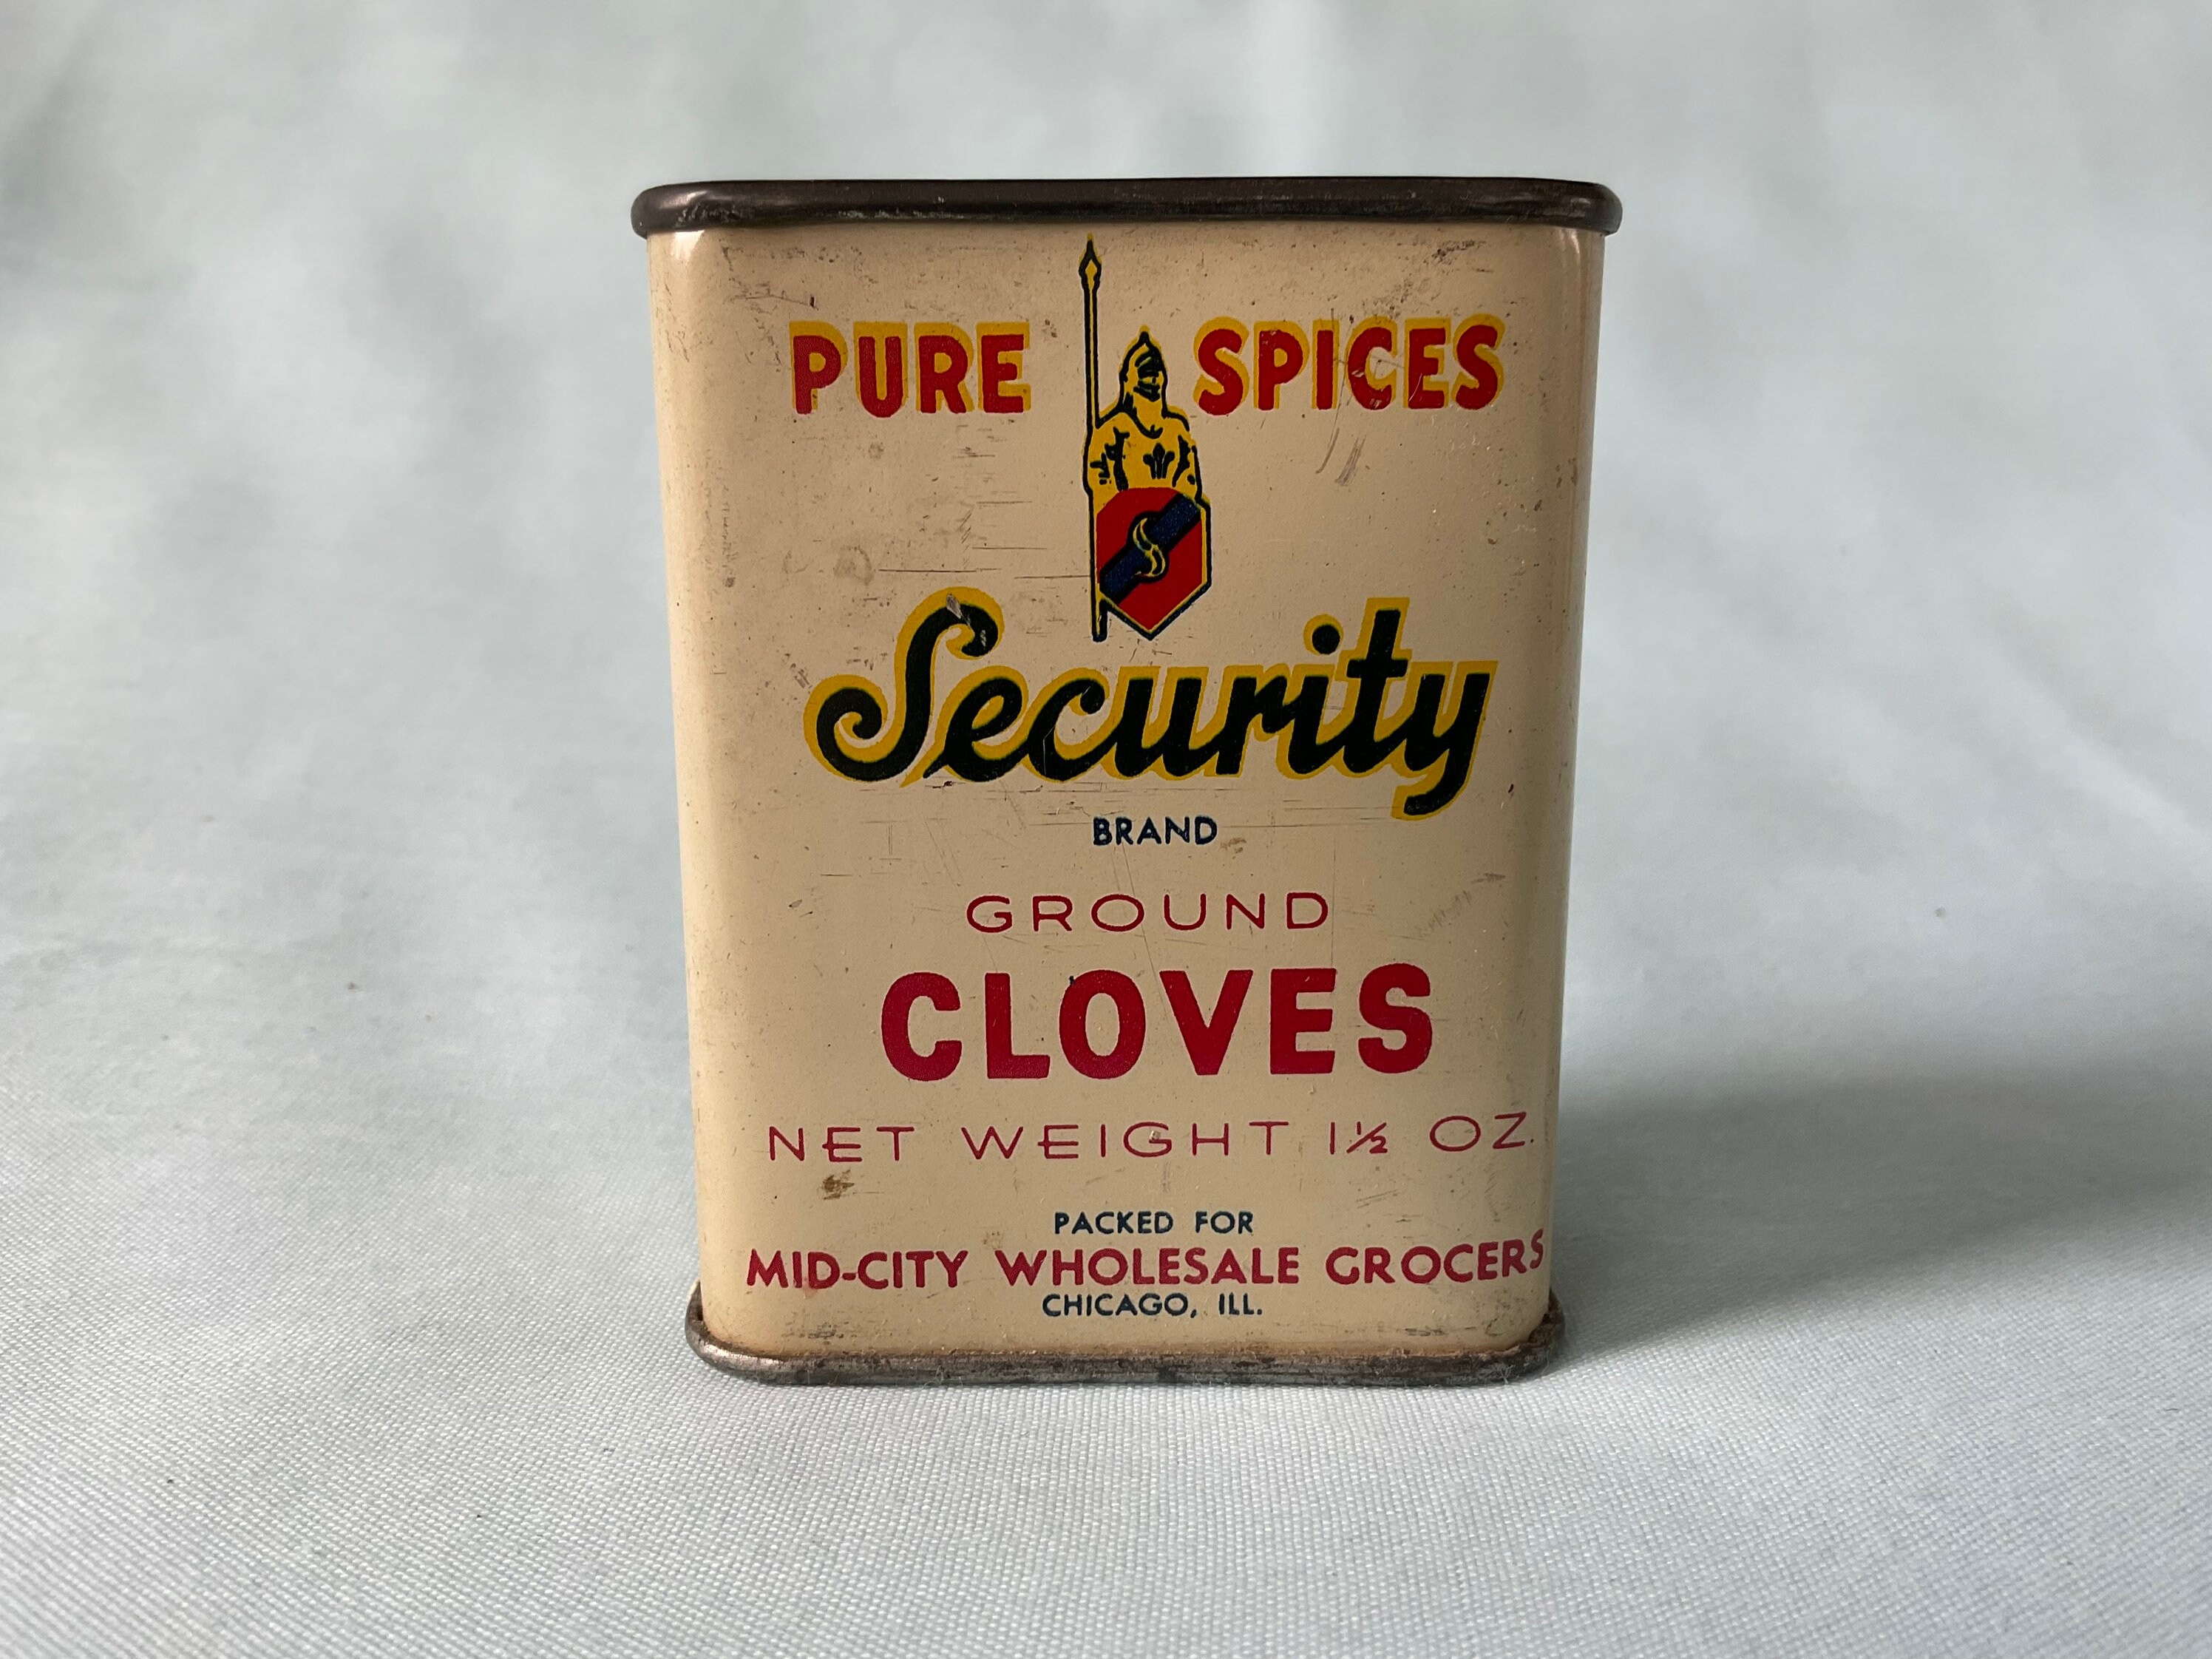 PURE SPICES
S
Security
BRAND
GROUND
CLOVES
NET WEIGHT 1½ OZ.
PACKED FOR
MID-CITY WHOLESALE GROCERS
CHICAGO, ILL.